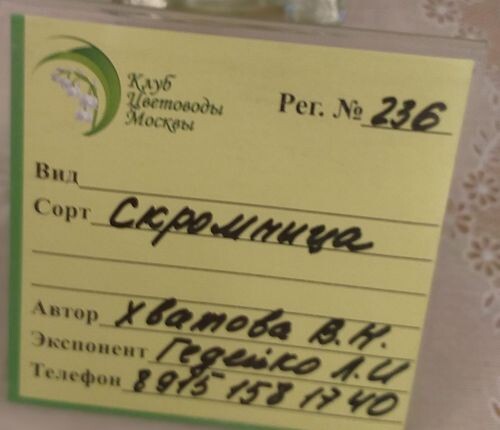 Клуб
Цветоводы
Москвы
Рег. № 236
Вид
Сорт Скромница
Автор Хватова В. Н.
Экспонент Гедейко Л. И
Телефон 8 915 158 17 40